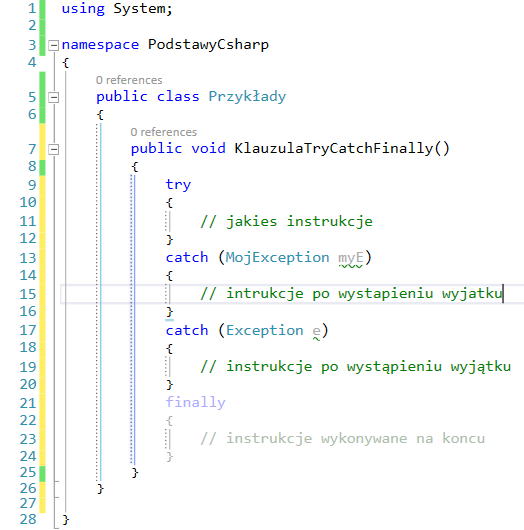 1 using System;
2
3 namespace PodstawyCsharp
4 {
0 references
5 public class Przykłady
6 {
0 references
7 public void KlauzulaTryCatchFinally()
8 {
9 try
10 {
11 // jakies instrukcje
12 }
13 catch (MojException myE)
14 {
15 // intrukcje po wystapieniu wyjatku
16 }
17 catch (Exception e)
18 {
19 // instrukcje po wystąpieniu wyjątku
20 }
21 finally
22 {
23 // instrukcje wykonywane na koncu
24 }
25 }
26 }
27
28 }